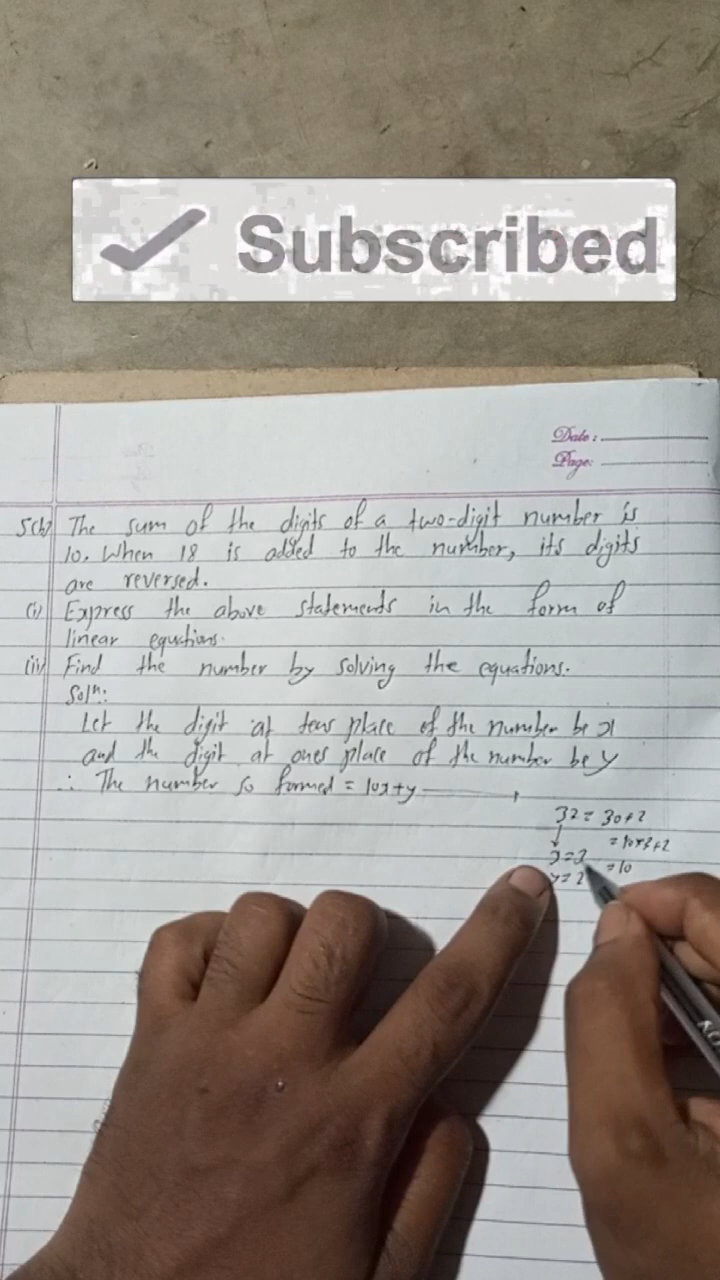 Subscribed
Date:
Page:
5(b) The sum of the digits of a two-digit number is
10. When 18 is added to the number, its digits
are reversed.
(i) Express the above statements in the form of
linear equations.
(ii) Find the number by solving the equations.
Solⁿ:
Let the digit at tens place of the number be x
and the digit at ones place of the number be y
∴ The number so formed = 10x+y
32 = 30+2
= 10×3+2
x=3
= 10
y=2